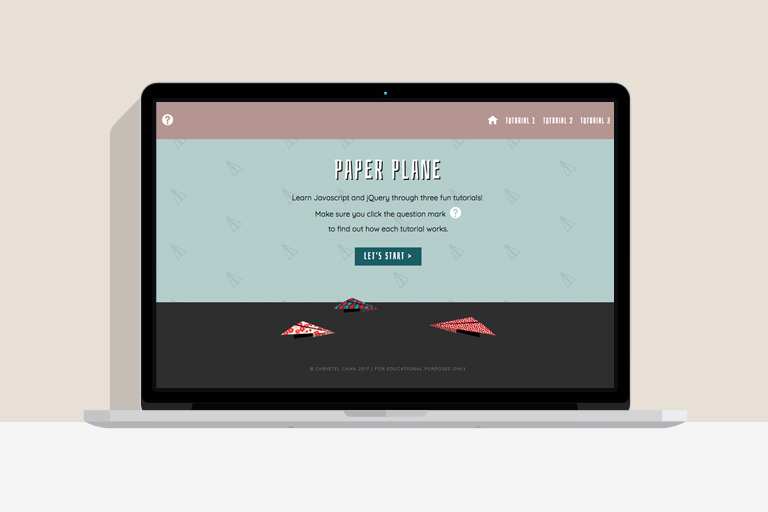 ?
TUTORIAL 1 TUTORIAL 2 TUTORIAL 3
PAPER PLANE
Learn Javascript and jQuery through three fun tutorials!
Make sure you click the question mark ?
to find out how each tutorial works.
LET'S START >
© CHRISTEL CHAN 2017 | FOR EDUCATIONAL PURPOSES ONLY